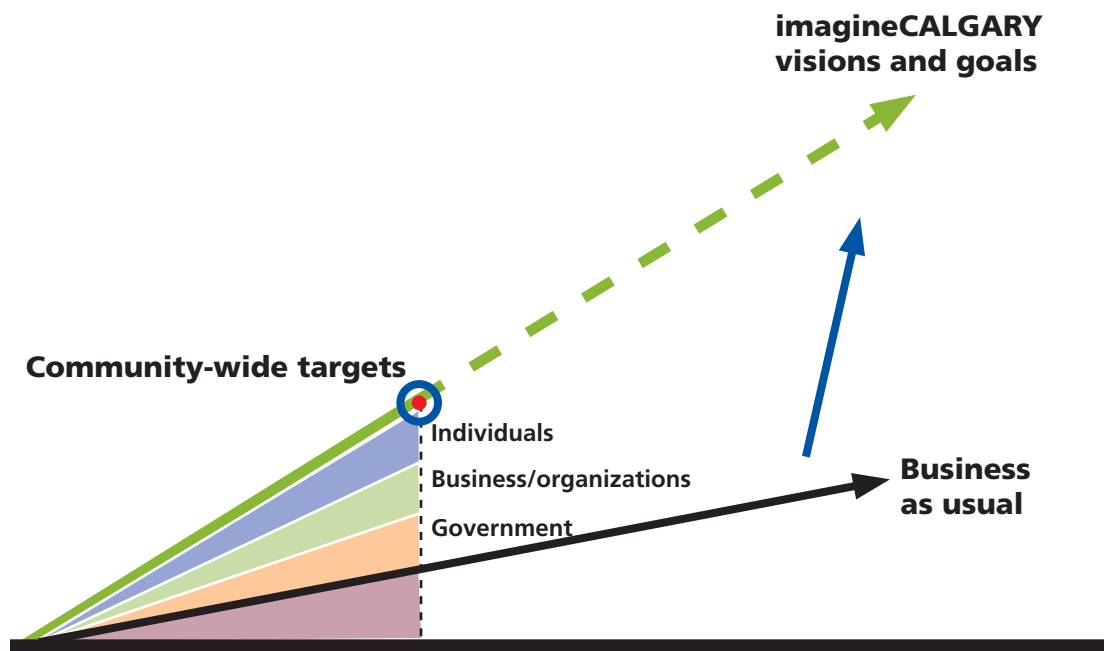 imagineCALGARY
visions and goals
Community-wide targets
Individuals
Business/organizations
Government
Business
as usual